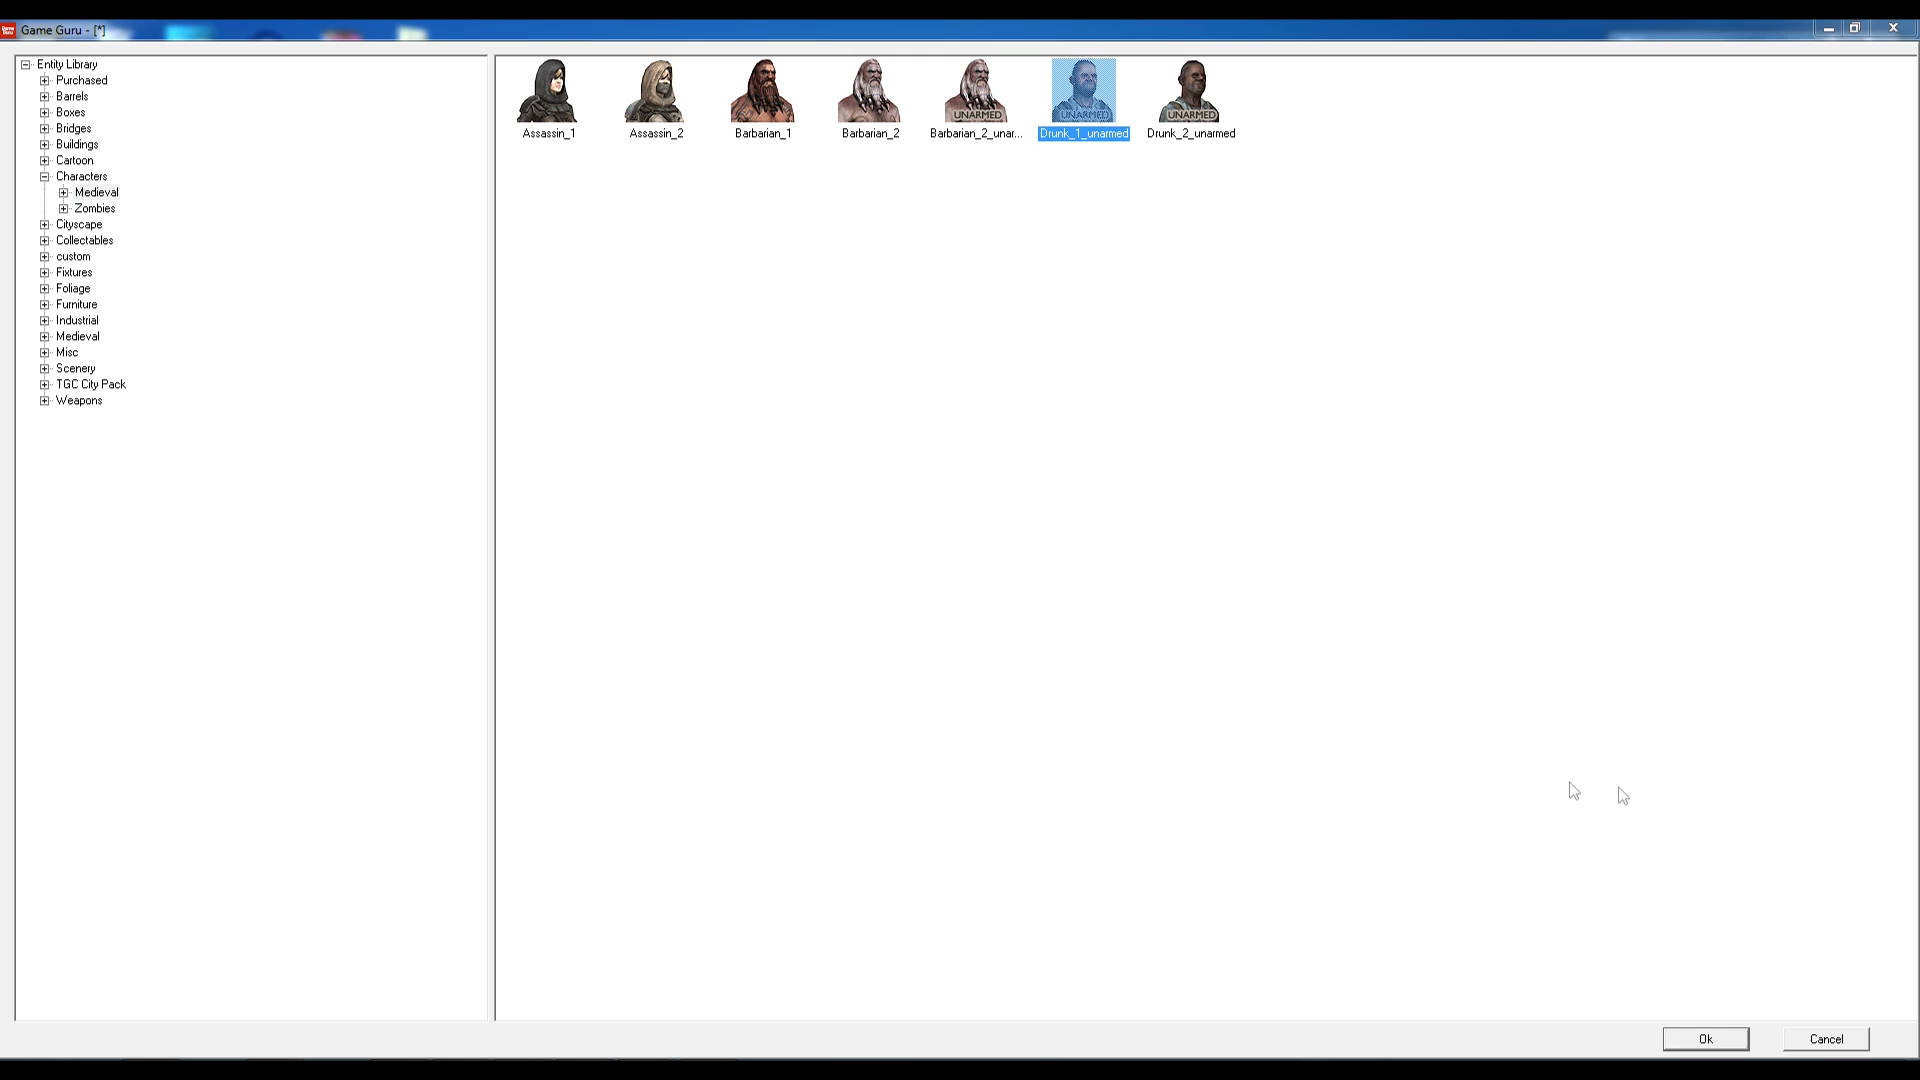 Game Guru - [*]
Entity Library
Purchased
Barrels
Boxes
Bridges
Buildings
Cartoon
Characters
Medieval
Zombies
Cityscape
Collectables
custom
Fixtures
Foliage
Furniture
Industrial
Medieval
Misc
Scenery
TGC City Pack
Weapons
UNARMED UNARMED UNARMED
Assassin_1 Assassin_2 Barbarian_1 Barbarian_2 Barbarian_2_unar... Drunk_1_unarmed Drunk_2_unarmed
Ok Cancel